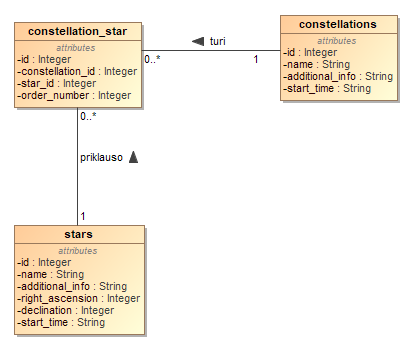 constellation_star
attributes
-id : Integer
-constellation_id : Integer
-star_id : Integer
-order_number : Integer
turi
0..*
1
constellations
attributes
-id : Integer
-name : String
-additional_info : String
-start_time : String
0..*
priklauso
1
stars
attributes
-id : Integer
-name : String
-additional_info : String
-right_ascension : Integer
-declination : Integer
-start_time : String